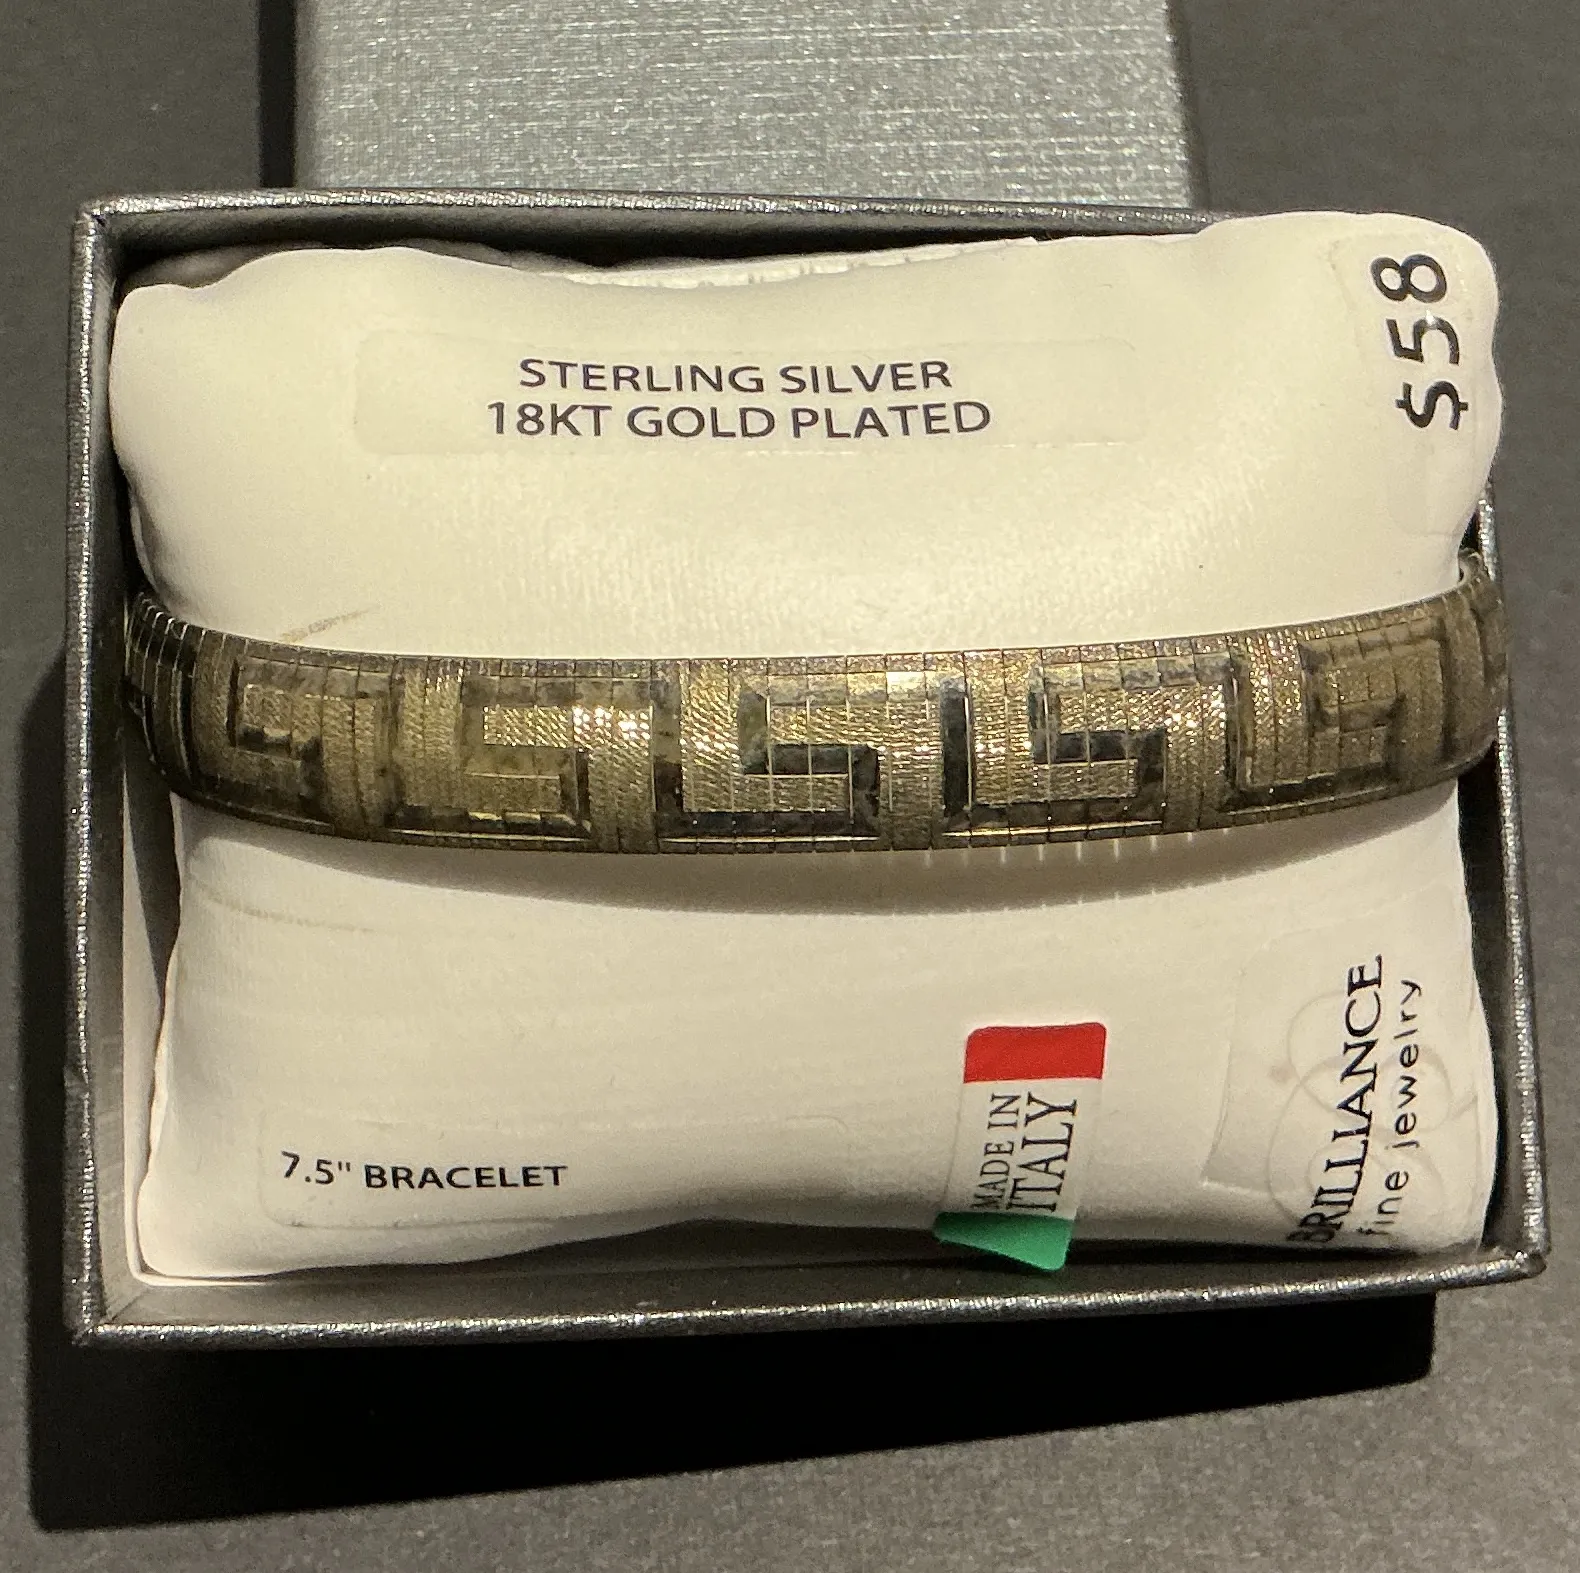 STERLING SILVER
18KT GOLD PLATED
$58
7.5" BRACELET
MADE IN
ITALY
BRILLIANCE
fine jewelry